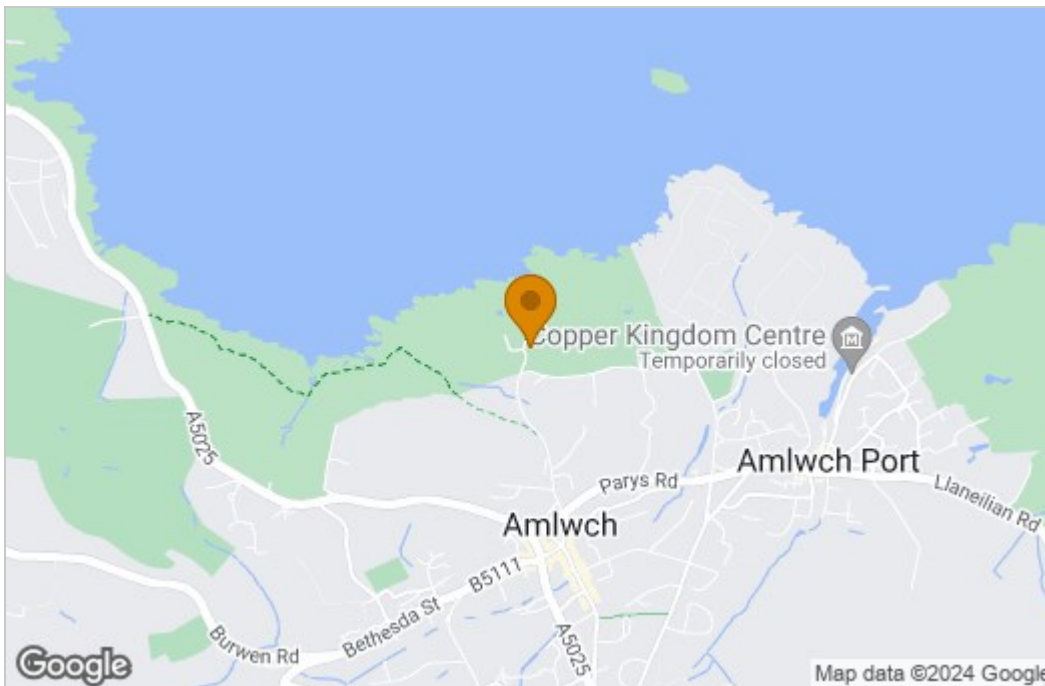 Copper Kingdom Centre
Temporarily closed
A5025
Amlwch Port
Parys Rd
Llaneilian Rd
Amlwch
B5111
Bethesda St
A5025
Burwen Rd
Google
Map data ©2024 Google